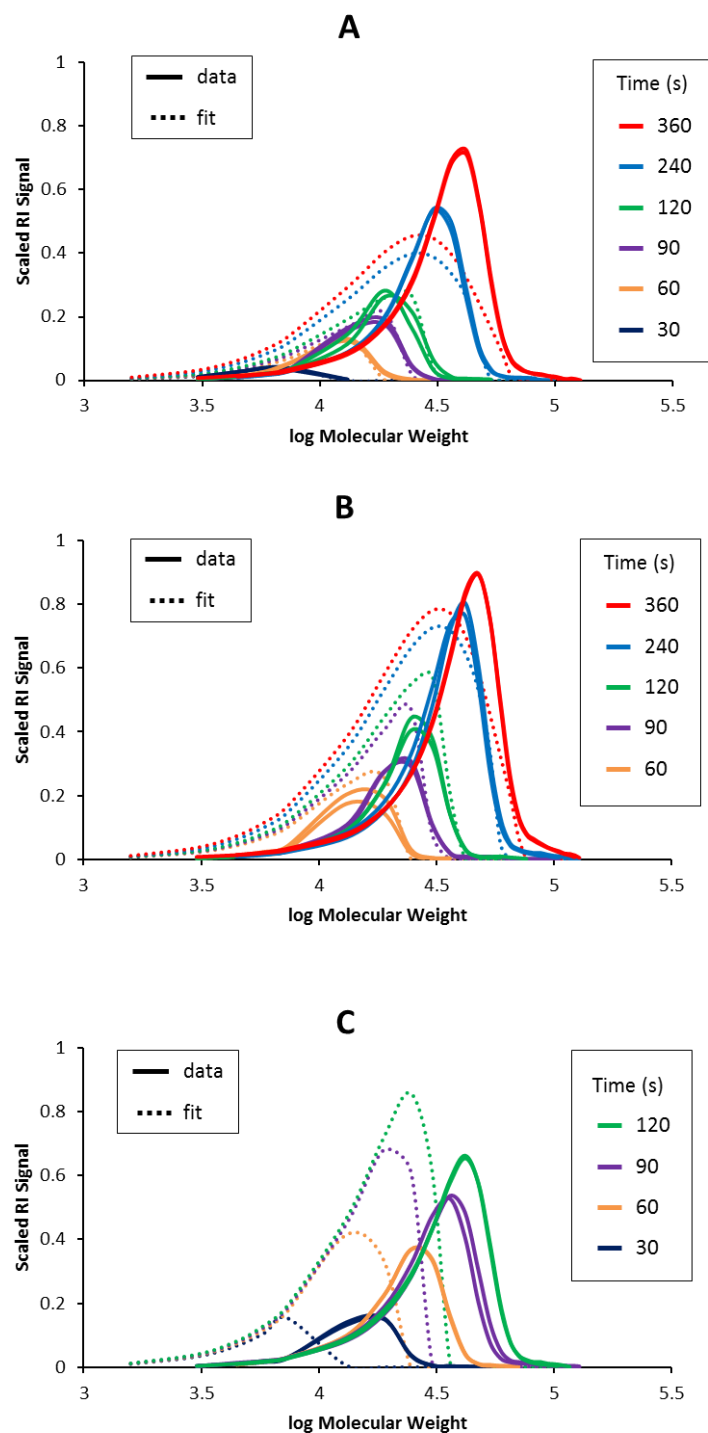 A
1
0.8
0.6
0.4
0.2
0
Scaled RI Signal
data
fit
Time (s)
360
240
120
90
60
30
3 3.5 4 4.5 5 5.5
log Molecular Weight
B
1
0.8
0.6
0.4
0.2
0
Scaled RI Signal
data
fit
Time (s)
360
240
120
90
60
3 3.5 4 4.5 5 5.5
log Molecular Weight
C
1
0.8
0.6
0.4
0.2
0
Scaled RI Signal
data
fit
Time (s)
120
90
60
30
3 3.5 4 4.5 5 5.5
log Molecular Weight